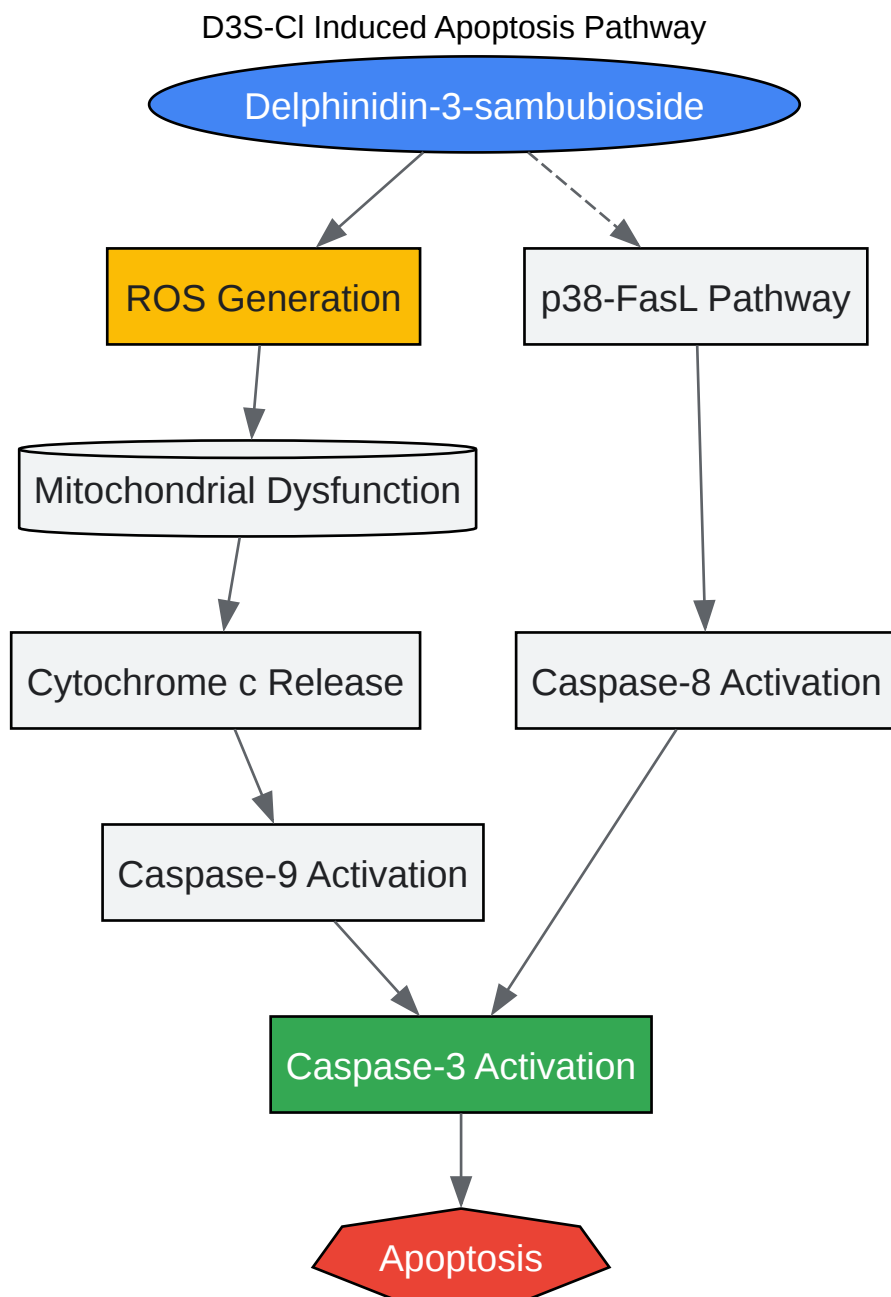 D3S-Cl Induced Apoptosis Pathway
Delphinidin-3-sambubioside
ROS Generation
p38-FasL Pathway
Mitochondrial Dysfunction
Cytochrome c Release
Caspase-8 Activation
Caspase-9 Activation
Caspase-3 Activation
Apoptosis